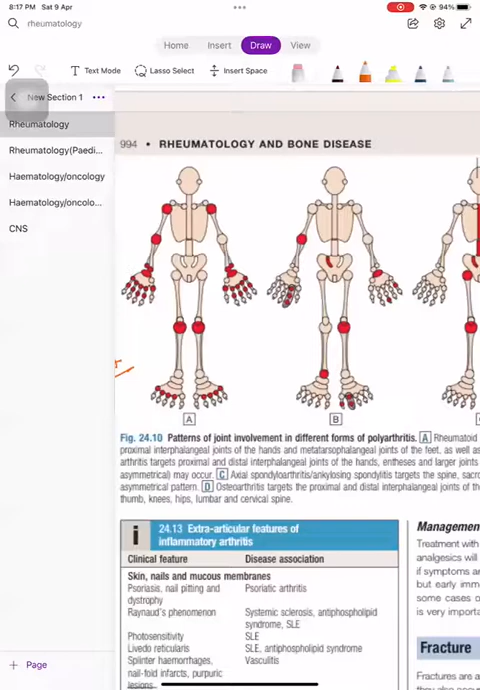 8:17 PM Sat 9 Apr
94%
rheumatology
Home Insert Draw View
Text Mode Lasso Select Insert Space
New Section 1
Rheumatology
Rheumatology(Paedi...
Haematology/oncology
Haematology/oncolo...
CNS
Page
994 • RHEUMATOLOGY AND BONE DISEASE
A B
Fig. 24.10 Patterns of joint involvement in different forms of polyarthritis. A Rheumatoid
proximal interphalangeal joints of the hands and metatarsophalangeal joints of the feet, as well as
arthritis targets proximal and distal interphalangeal joints of the hands, entheses and larger joints
asymmetrical) may occur. C Axial spondyloarthritis/ankylosing spondylitis targets the spine, sacro
asymmetrical pattern. D Osteoarthritis targets the proximal and distal interphalangeal joints of the
thumb, knees, hips, lumbar and cervical spine.
i 24.13 Extra-articular features of
inflammatory arthritis
Clinical feature Disease association
Skin, nails and mucous membranes
Psoriasis, nail pitting and Psoriatic arthritis
dystrophy
Raynaud's phenomenon Systemic sclerosis, antiphospholipid
syndrome, SLE
Photosensitivity SLE
Livedo reticularis SLE, antiphospholipid syndrome
Splinter haemorrhages, Vasculitis
nail-fold infarcts, purpuric
lesions
Managemen
Treatment with
analgesics will
if symptoms a
but early imm
some cases o
is very importa
Fracture
Fractures are a